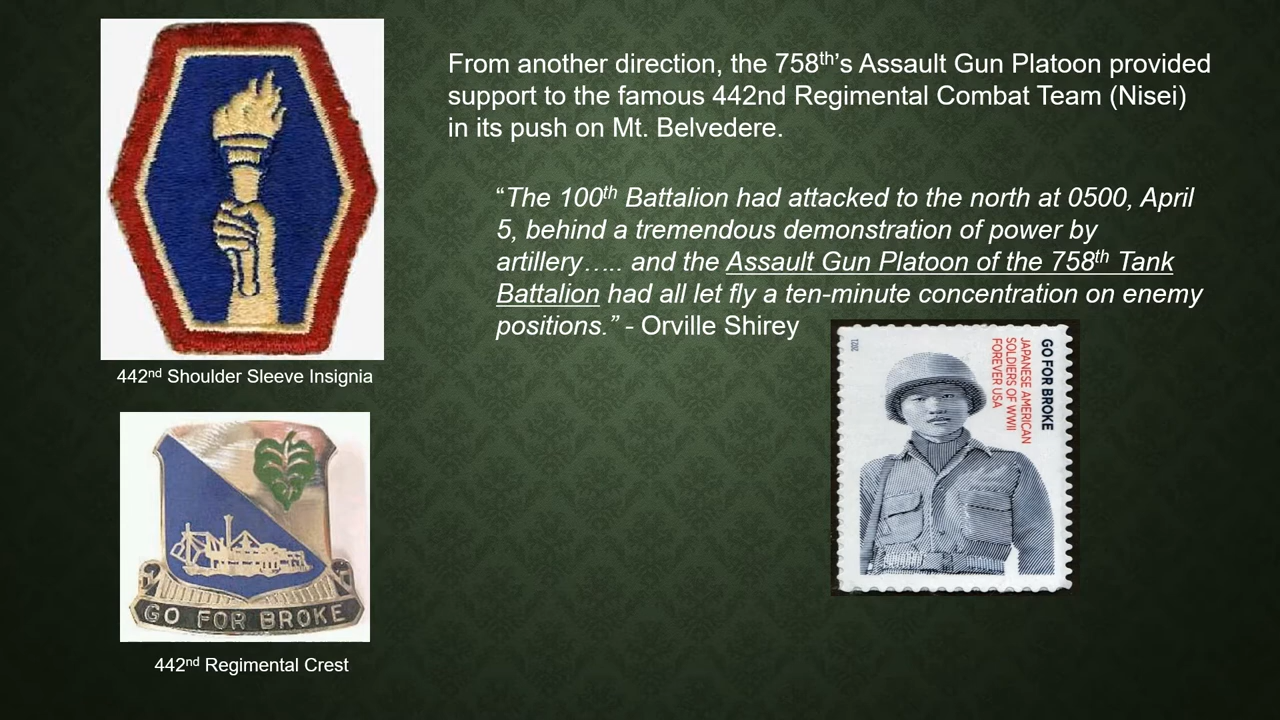 From another direction, the 758th's Assault Gun Platoon provided
support to the famous 442nd Regimental Combat Team (Nisei)
in its push on Mt. Belvedere.
“The 100th Battalion had attacked to the north at 0500, April
5, behind a tremendous demonstration of power by
artillery….. and the Assault Gun Platoon of the 758th Tank
Battalion had all let fly a ten-minute concentration on enemy
positions.” - Orville Shirey
442nd Shoulder Sleeve Insignia
GO FOR BROKE
442nd Regimental Crest
GO FOR BROKE
JAPANESE AMERICAN
SOLDIERS OF WWII
FOREVER USA
2021